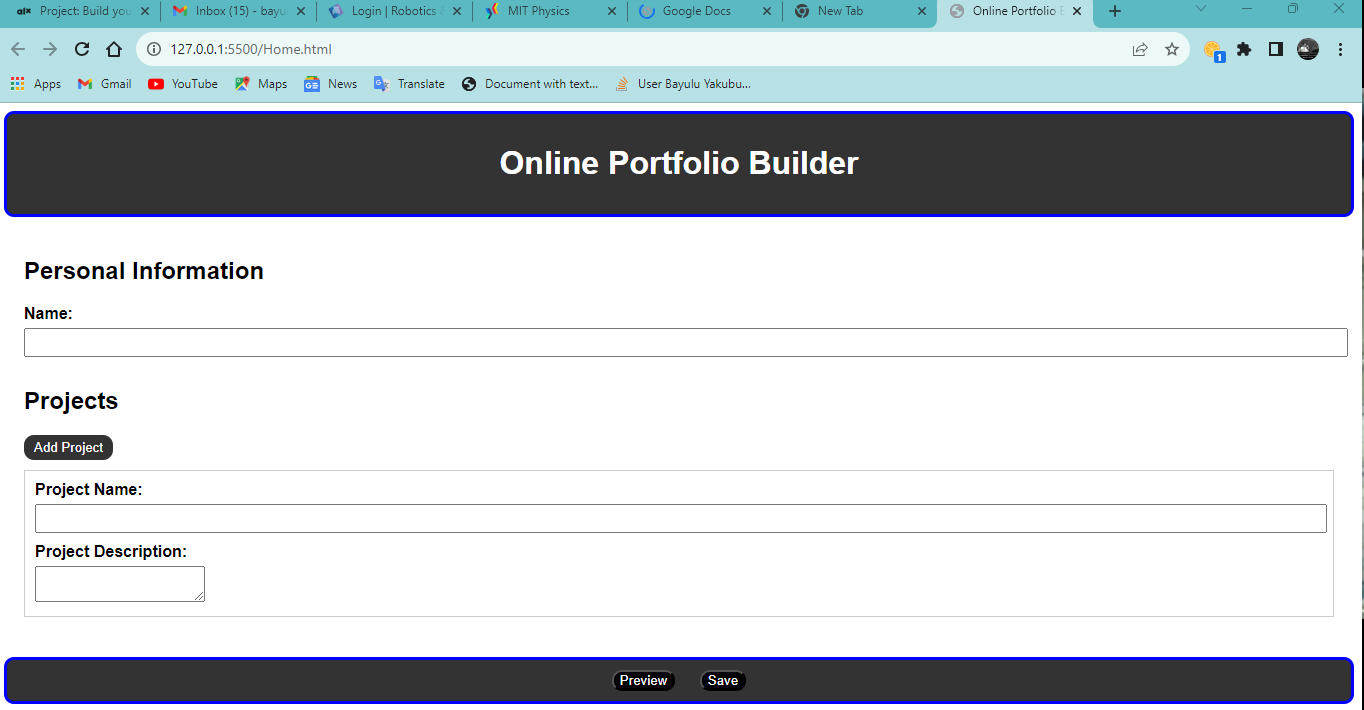 alx Project: Build you Inbox (15) - bayu Login | Robotics & MIT Physics Google Docs New Tab Online Portfolio B
127.0.0.1:5500/Home.html
1
Apps Gmail YouTube Maps GE News Translate Document with text... User Bayulu Yakubu...
Online Portfolio Builder
Personal Information
Name:
Projects
Add Project
Project Name:
Project Description:
Preview Save